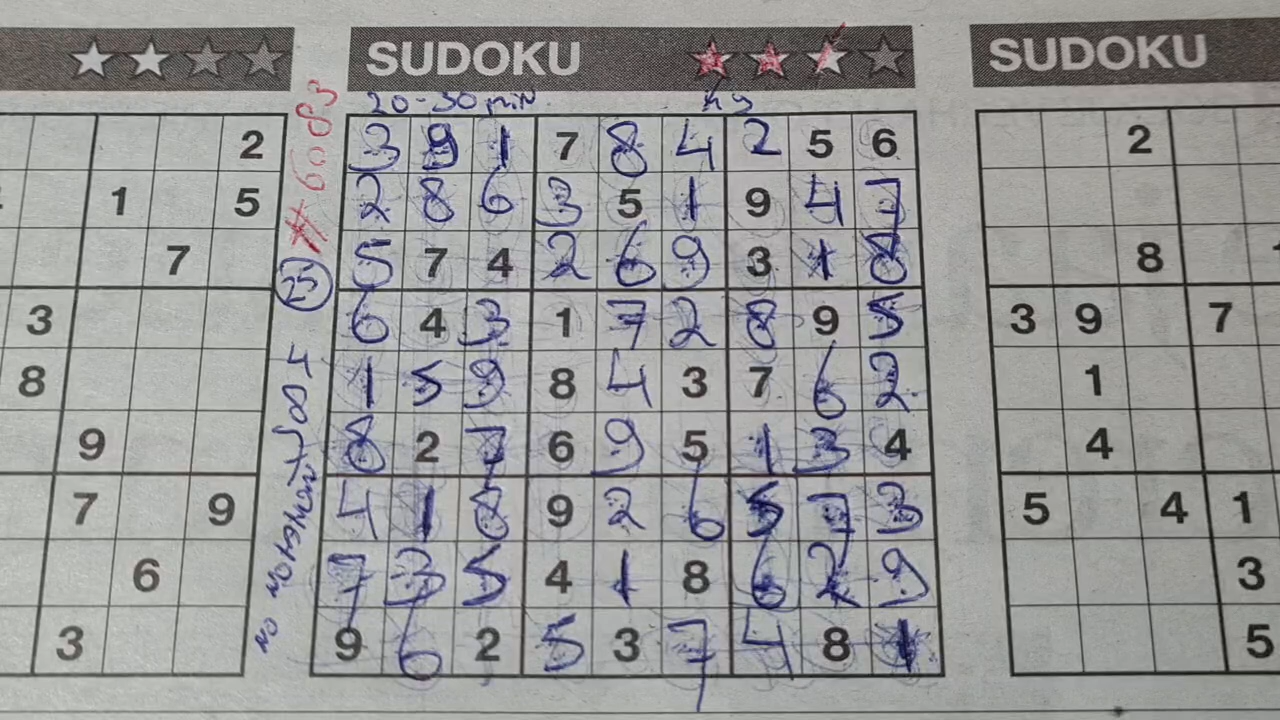 SUDOKU
SUDOKU
20-30 min.
#6083
25
3 9 1 7 8 4 2 5 6
2 8 6 3 5 1 9 4 7
5 7 4 2 6 9 3 1 8
6 4 3 1 7 2 8 9 5
1 5 9 8 4 3 7 6 2
8 2 7 6 9 5 1 3 4
4 1 8 9 2 6 5 7 3
7 3 5 4 1 8 6 2 9
9 6 2 5 3 7 4 8 1
2
1 5
7
3
8
9
7 9
6
3
2
8
3 9 7
1
4
5 4 1
3
5